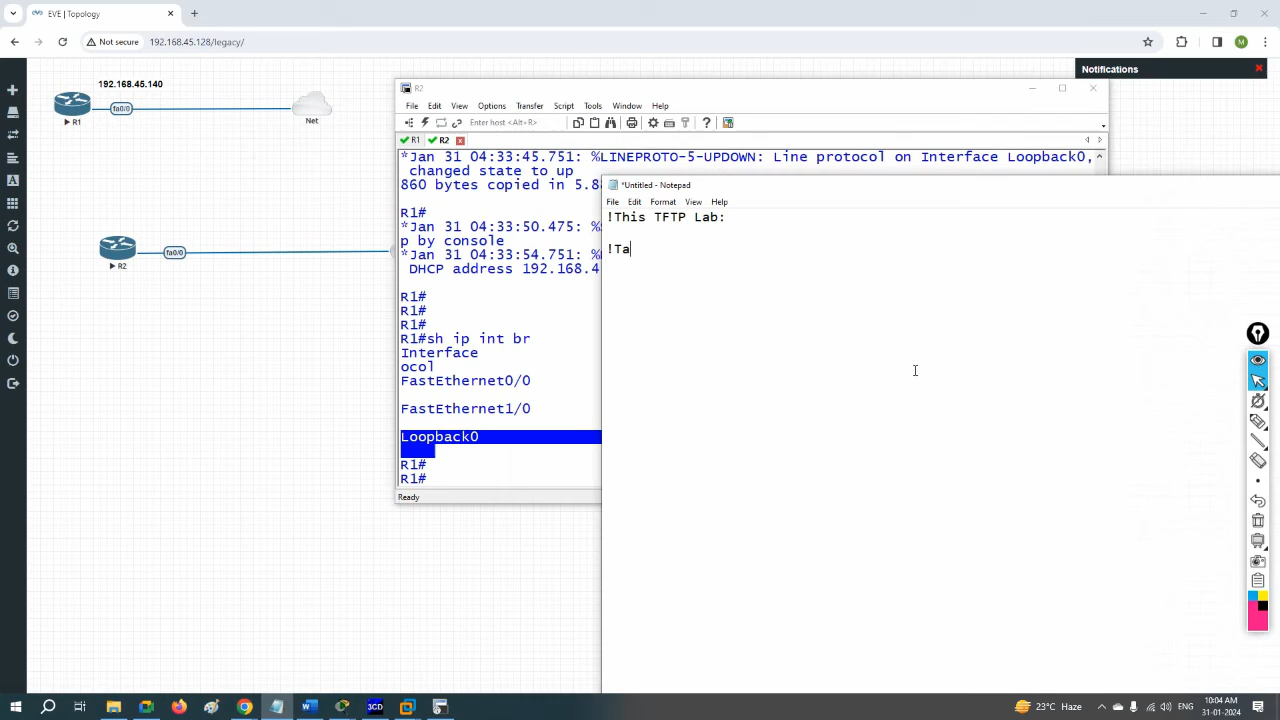 EVE | Topology
Not secure
192.168.45.128/legacy/
M
Notifications
192.168.45.140
fa0/0
R1
Net
fa0/0
R2
R2
File Edit View Options Transfer Script Tools Window Help
Enter host <Alt+R>
R1
R2
*Jan 31 04:33:45.751: %LINEPROTO-5-UPDOWN: Line protocol on Interface Loopback0,
changed state to up
860 bytes copied in 5.8
R1#
*Jan 31 04:33:50.475: %
p by console
*Jan 31 04:33:54.751: %
DHCP address 192.168.4
R1#
R1#
R1#
R1#sh ip int br
Interface
ocol
FastEthernet0/0
FastEthernet1/0
Loopback0
R1#
R1#
Ready
*Untitled - Notepad
File Edit Format View Help
!This TFTP Lab:
!Ta
3CD
23°C Haze
ENG
10:04 AM
31-01-2024